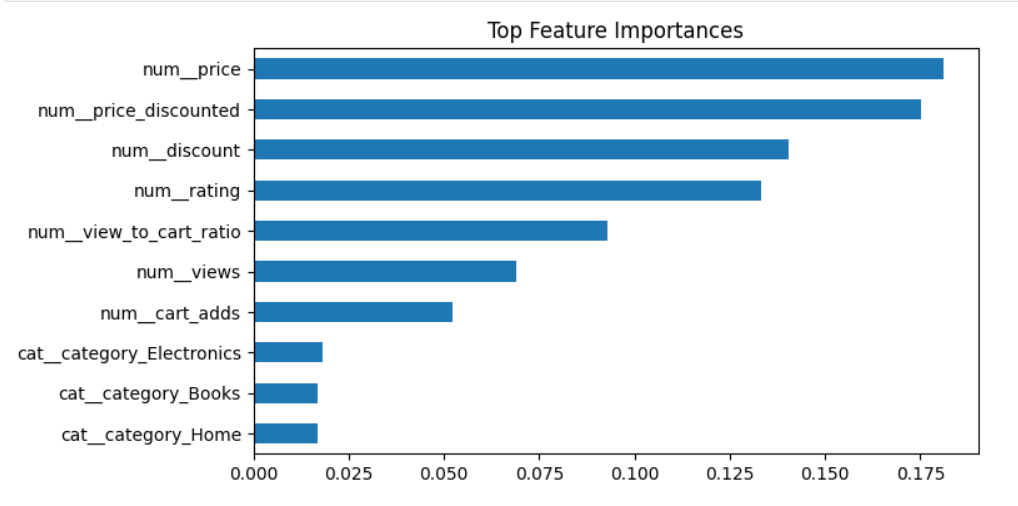 Top Feature Importances
num__price
num__price_discounted
num__discount
num__rating
num__view_to_cart_ratio
num__views
num__cart_adds
cat__category_Electronics
cat__category_Books
cat__category_Home
0.000 0.025 0.050 0.075 0.100 0.125 0.150 0.175